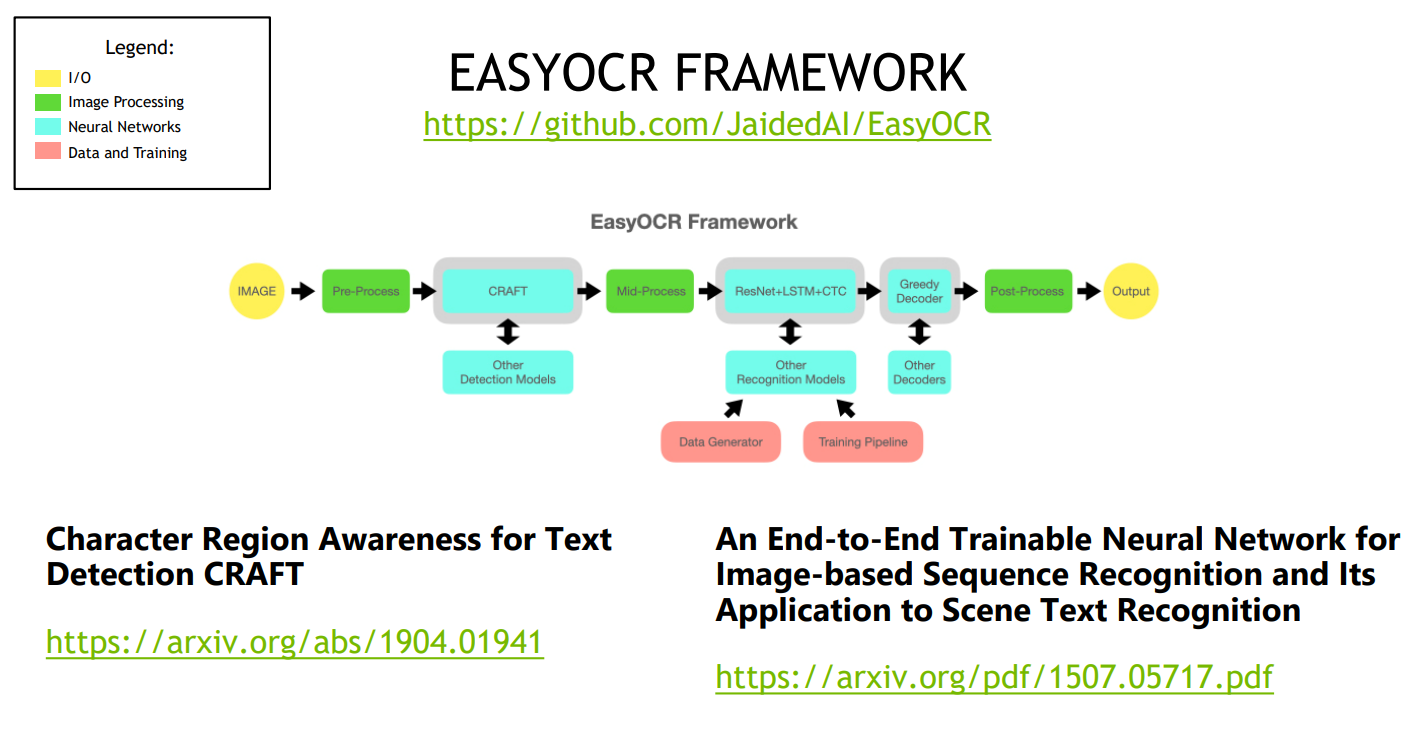 Legend:
I/O
Image Processing
Neural Networks
Data and Training
EASYOCR FRAMEWORK
https://github.com/JaidedAI/EasyOCR
EasyOCR Framework
IMAGE
Pre-Process
CRAFT
Mid-Process
ResNet+LSTM+CTC
Greedy
Decoder
Post-Process
Output
Other
Detection Models
Other
Recognition Models
Other
Decoders
Data Generator
Training Pipeline
Character Region Awareness for Text
Detection CRAFT
https://arxiv.org/abs/1904.01941
An End-to-End Trainable Neural Network for
Image-based Sequence Recognition and Its
Application to Scene Text Recognition
https://arxiv.org/pdf/1507.05717.pdf